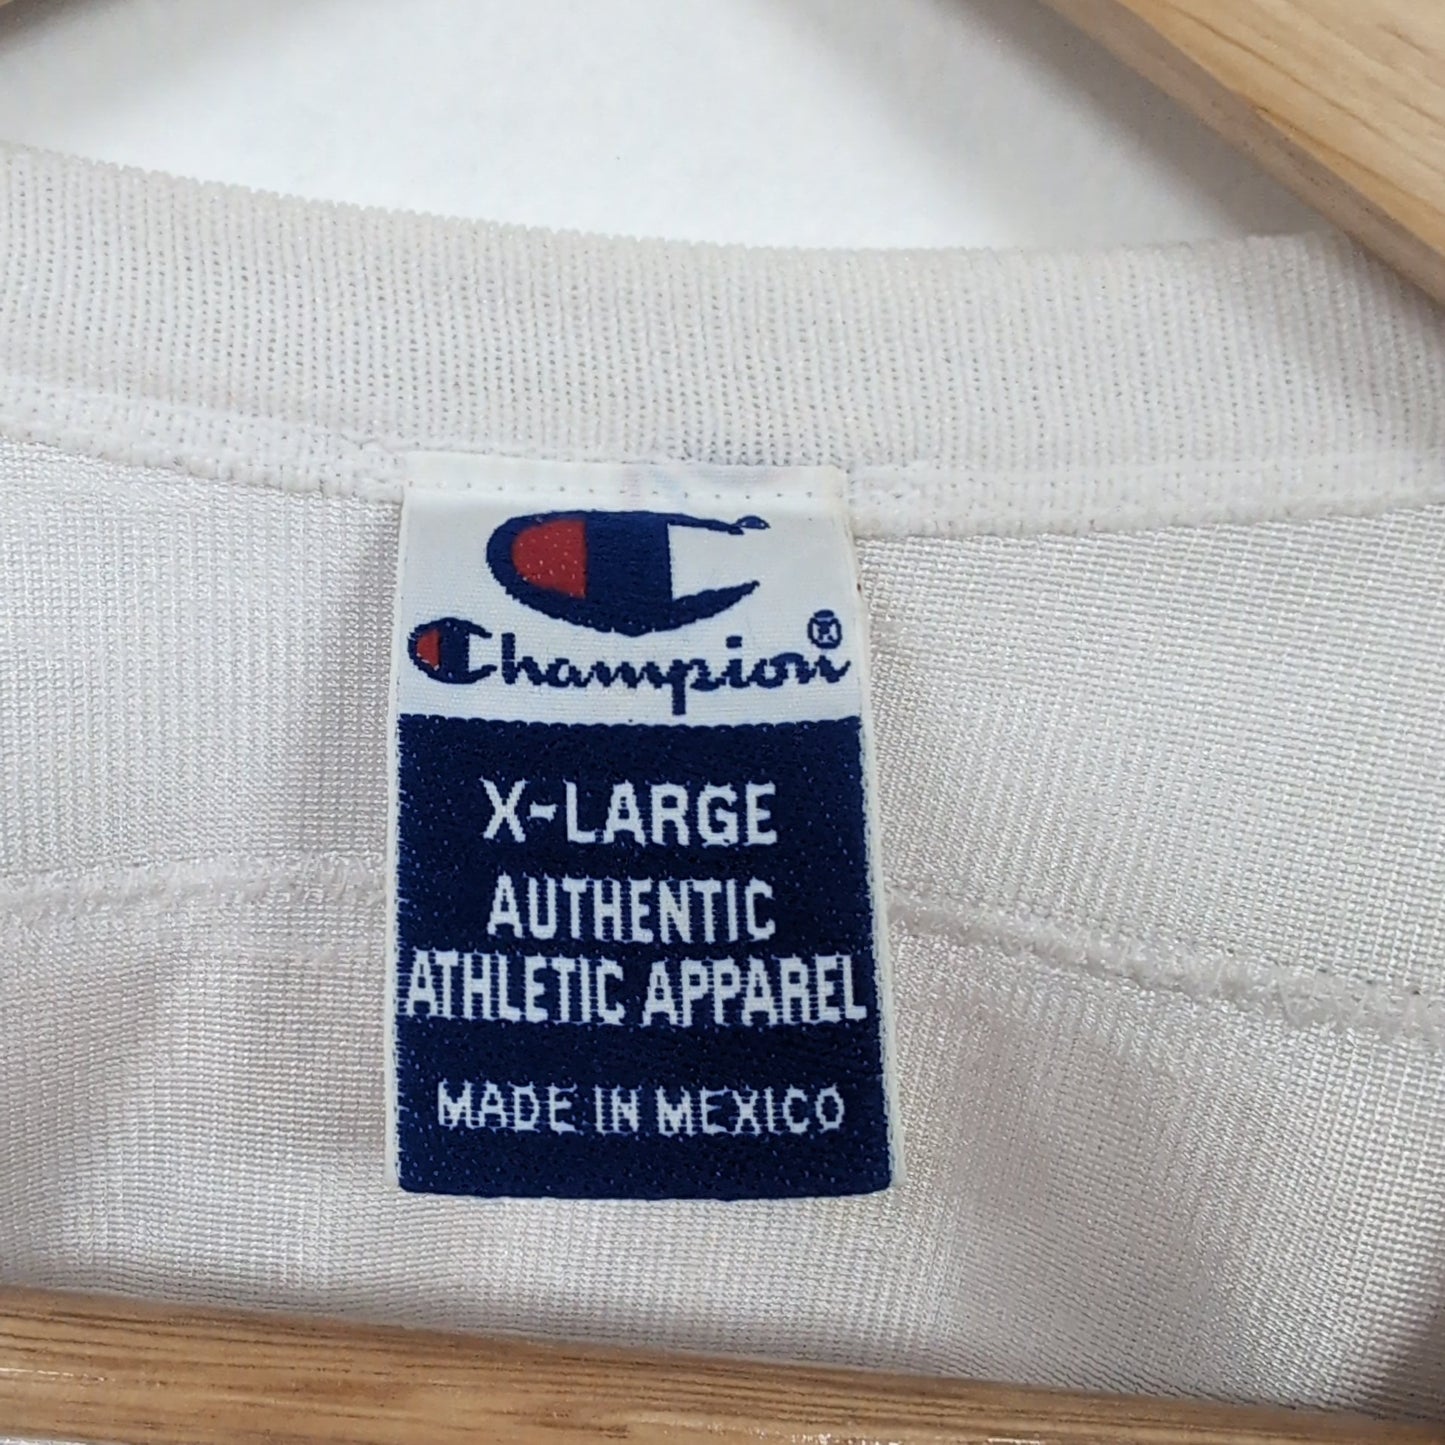 Champion®
X-LARGE
AUTHENTIC
ATHLETIC APPAREL
MADE IN MEXICO